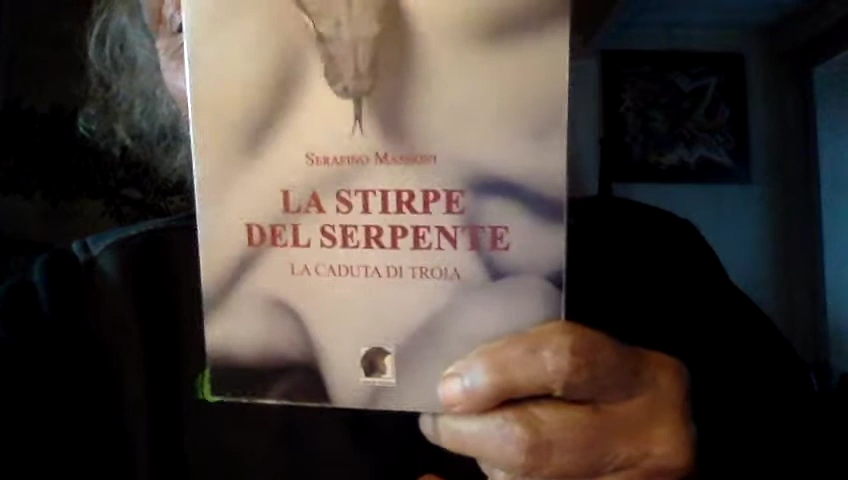 SERAFINO MASSONI
LA STIRPE
DEL SERPENTE
LA CADUTA DI TROIA